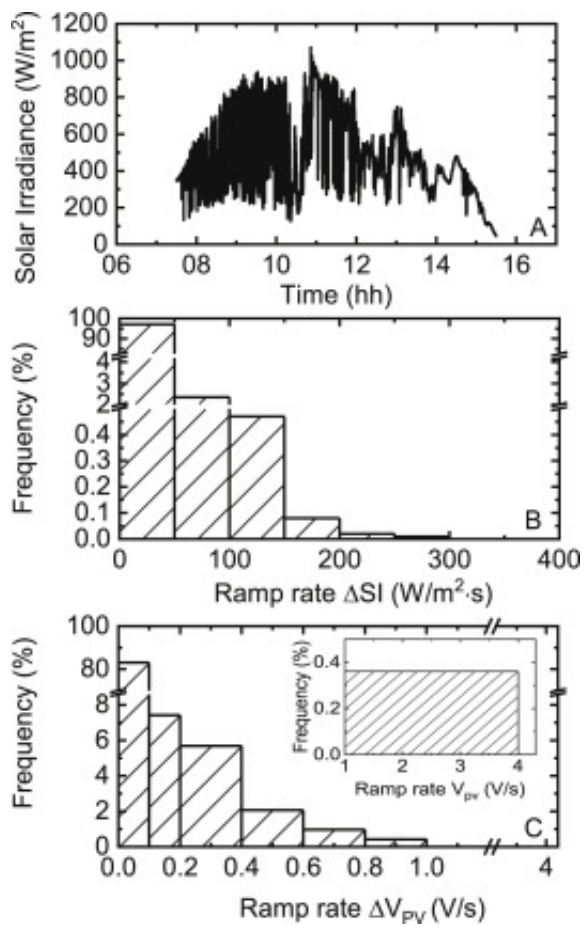 Solar Irradiance (W/m²)
1200
1000
800
600
400
200
0
06 08 10 12 14 16
Time (hh)
A
Frequency (%)
100
90
4
3
2
0.4
0.3
0.2
0.1
0.0
0 100 200 300 400
Ramp rate ΔSI (W/m²·s)
B
Frequency (%)
100
80
8
6
4
2
0
0.0 0.2 0.4 0.6 0.8 1.0 4
Ramp rate ΔV_PV (V/s)
C
Frequency (%)
0.4
0.2
0.0
1 2 3 4
Ramp rate V_pv (V/s)